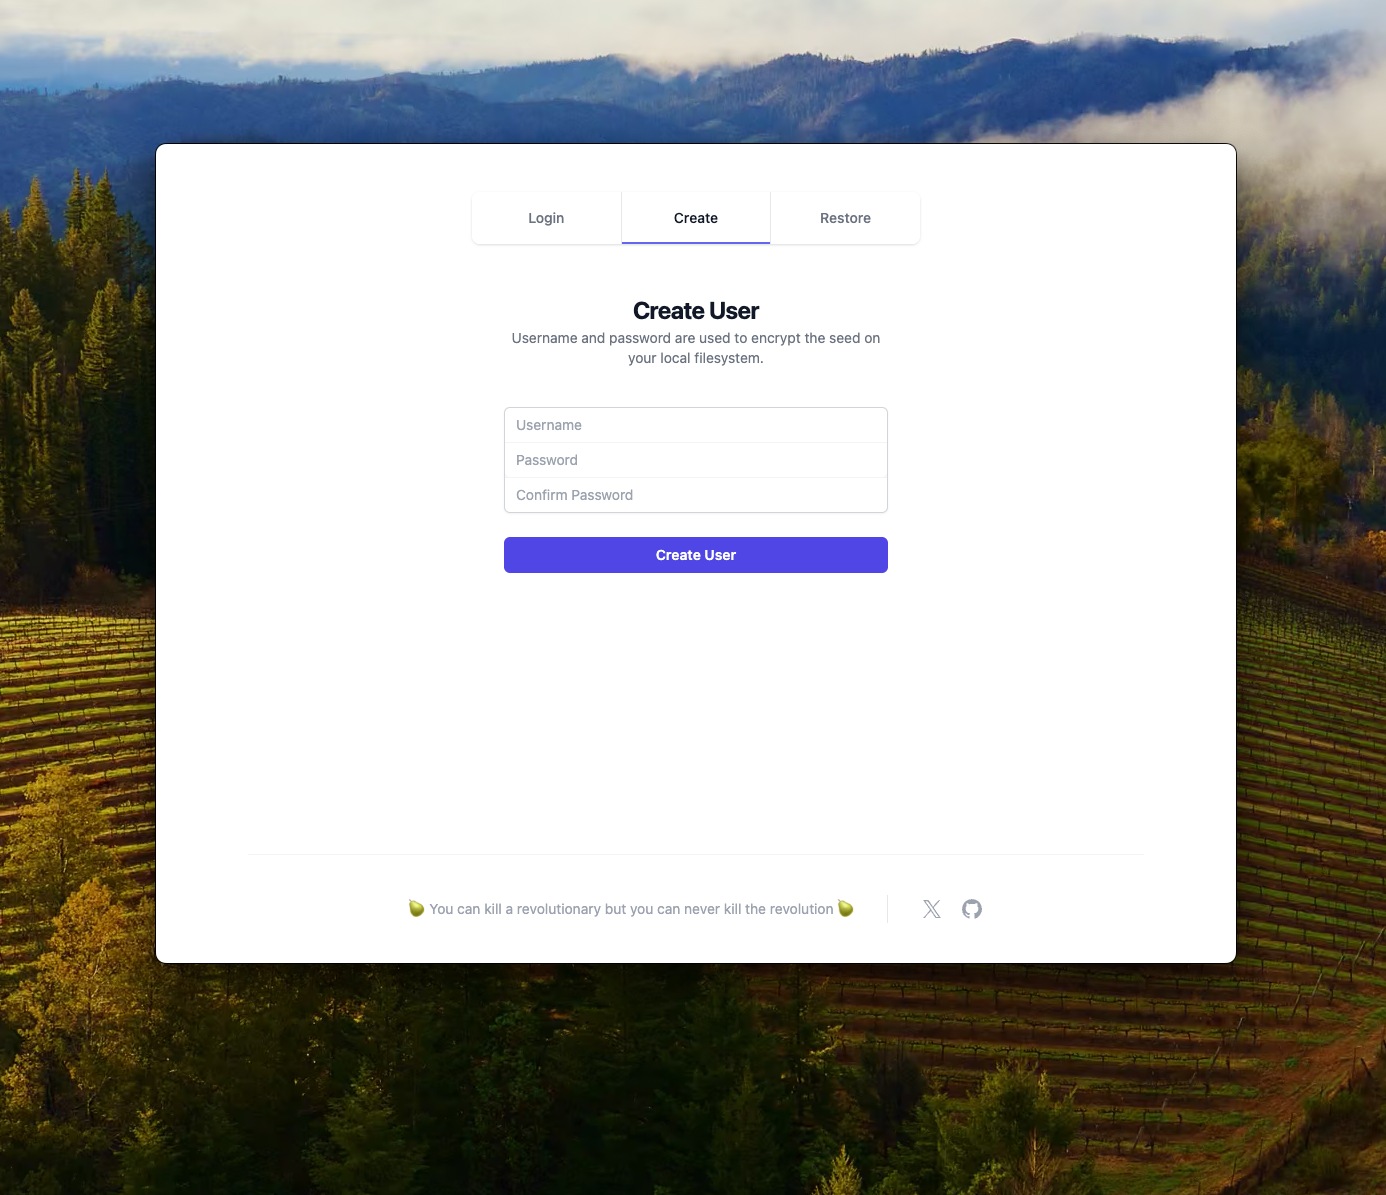 Login
Create
Restore
Create User
Username and password are used to encrypt the seed on
your local filesystem.
Username
Password
Confirm Password
Create User
🍐 You can kill a revolutionary but you can never kill the revolution 🍐